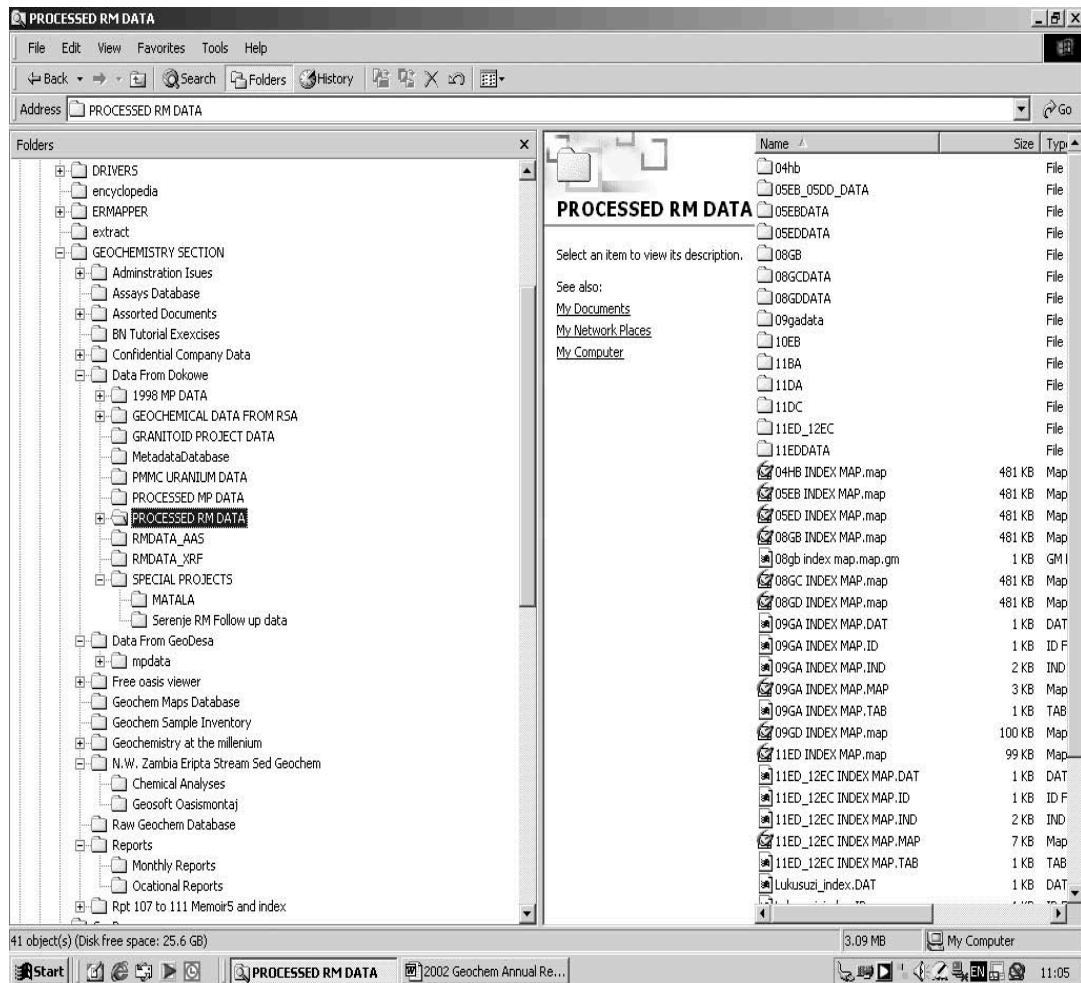 PROCESSED RM DATA
File Edit View Favorites Tools Help
Back Search Folders History
Address PROCESSED RM DATA Go
Folders
DRIVERS
encyclopedia
ERMAPPER
extract
GEOCHEMISTRY SECTION
Adminstration Isues
Assays Database
Assorted Documents
BN Tutorial Exexcises
Confidential Company Data
Data From Dokowe
1998 MP DATA
GEOCHEMICAL DATA FROM RSA
GRANITOID PROJECT DATA
MetadataDatabase
PMMC URANIUM DATA
PROCESSED MP DATA
PROCESSED RM DATA
RMDATA_AAS
RMDATA_XRF
SPECIAL PROJECTS
MATALA
Serenje RM Follow up data
Data From GeoDesa
mpdata
Free oasis viewer
Geochem Maps Database
Geochem Sample Inventory
Geochemistry at the millenium
N.W. Zambia Eripta Stream Sed Geochem
Chemical Analyses
Geosoft Oasismontaj
Raw Geochem Database
Reports
Monthly Reports
Ocational Reports
Rpt 107 to 111 Memoir5 and index
PROCESSED RM DATA
Select an item to view its description.
See also:
My Documents
My Network Places
My Computer
Name Size Typ
04hb File
05EB_05DD_DATA File
05EBDATA File
05EDDATA File
08GB File
08GCDATA File
08GDDATA File
09gadata File
10EB File
11BA File
11DA File
11DC File
11ED_12EC File
11EDDATA File
04HB INDEX MAP.map 481 KB Map
05EB INDEX MAP.map 481 KB Map
05ED INDEX MAP.map 481 KB Map
08GB INDEX MAP.map 481 KB Map
08gb index map.map.gm 1 KB GM
08GC INDEX MAP.map 481 KB Map
08GD INDEX MAP.map 481 KB Map
09GA INDEX MAP.DAT 1 KB DAT
09GA INDEX MAP.ID 1 KB ID F
09GA INDEX MAP.IND 2 KB IND
09GA INDEX MAP.MAP 3 KB Map
09GA INDEX MAP.TAB 1 KB TAB
09GD INDEX MAP.map 100 KB Map
11ED INDEX MAP.map 99 KB Map
11ED_12EC INDEX MAP.DAT 1 KB DAT
11ED_12EC INDEX MAP.ID 1 KB ID F
11ED_12EC INDEX MAP.IND 2 KB IND
11ED_12EC INDEX MAP.MAP 7 KB Map
11ED_12EC INDEX MAP.TAB 1 KB TAB
Lukusuzi_index.DAT 1 KB DAT
41 object(s) (Disk free space: 25.6 GB) 3.09 MB My Computer
Start PROCESSED RM DATA 2002 Geochem Annual Re... EN 11:05